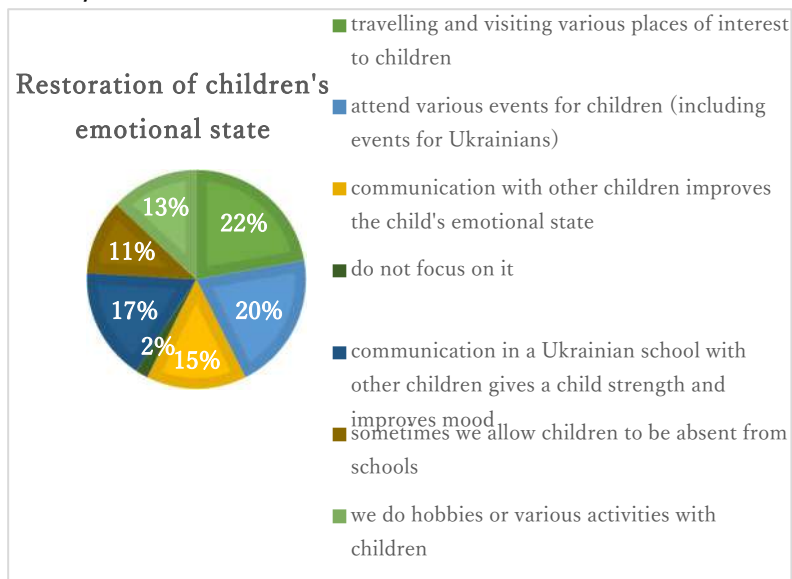 Restoration of children's
emotional state
22%
20%
15%
2%
17%
11%
13%
travelling and visiting various places of interest
to children
attend various events for children (including
events for Ukrainians)
communication with other children improves
the child's emotional state
do not focus on it
communication in a Ukrainian school with
other children gives a child strength and
improves mood
sometimes we allow children to be absent from
schools
we do hobbies or various activities with
children